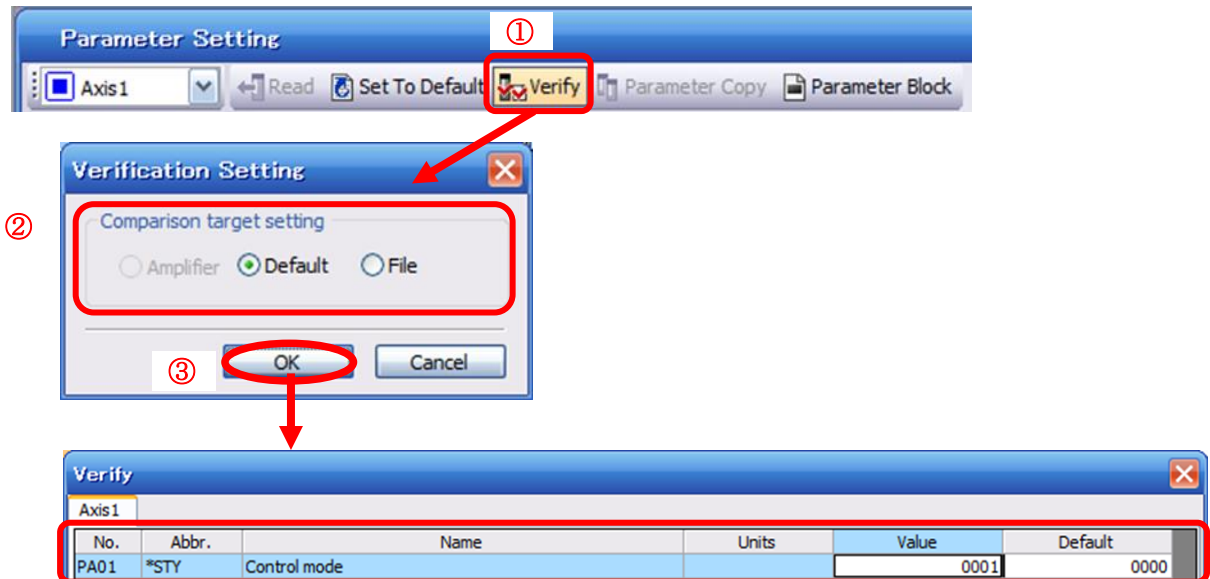 Parameter Setting
①
Axis1 Read Set To Default Verify Parameter Copy Parameter Block
Verification Setting
②
Comparison target setting
Amplifier Default File
③
OK Cancel
Verify
Axis1
No. Abbr. Name Units Value Default
PA01 *STY Control mode 0001 0000